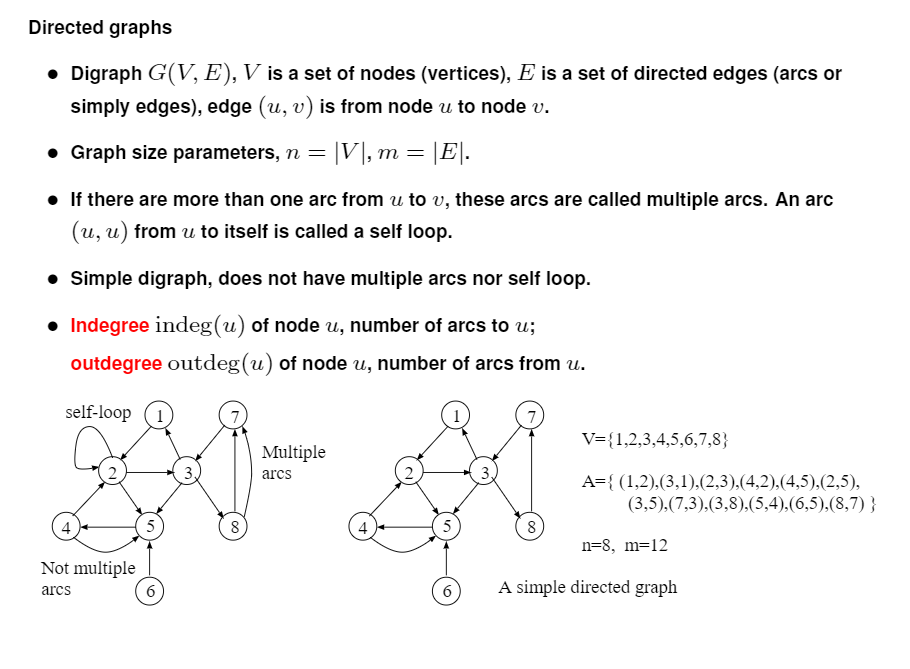 Directed graphs
• Digraph G(V, E), V is a set of nodes (vertices), E is a set of directed edges (arcs or
simply edges), edge (u, v) is from node u to node v.
• Graph size parameters, n = |V|, m = |E|.
• If there are more than one arc from u to v, these arcs are called multiple arcs. An arc
(u, u) from u to itself is called a self loop.
• Simple digraph, does not have multiple arcs nor self loop.
• Indegree indeg(u) of node u, number of arcs to u;
outdegree outdeg(u) of node u, number of arcs from u.
self-loop
1
7
2
3
Multiple
arcs
4
5
8
Not multiple
arcs
6
1
7
2
3
4
5
8
6
V={1,2,3,4,5,6,7,8}
A={ (1,2),(3,1),(2,3),(4,2),(4,5),(2,5),
(3,5),(7,3),(3,8),(5,4),(6,5),(8,7) }
n=8, m=12
A simple directed graph